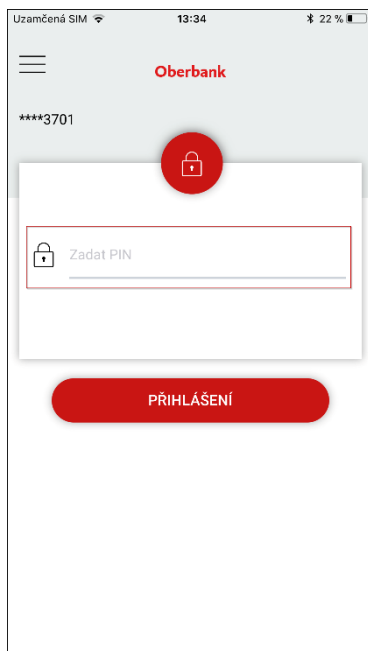 Uzamčená SIM 13:34 22 %
Oberbank
****3701
Zadat PIN
PŘIHLÁŠENÍ